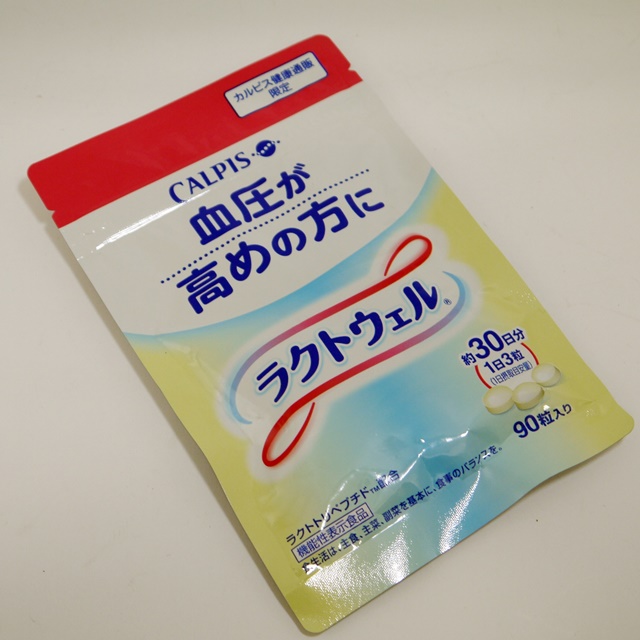 カルピス健康通販
限定
CALPIS
血圧が
高めの方に
ラクトウェル®
約30日分
1日3粒
(1日摂取目安量)
90粒入り
ラクトトリペプチド™配合
機能性表示食品
食生活は、主食、主菜、副菜を基本に、食事のバランスを。